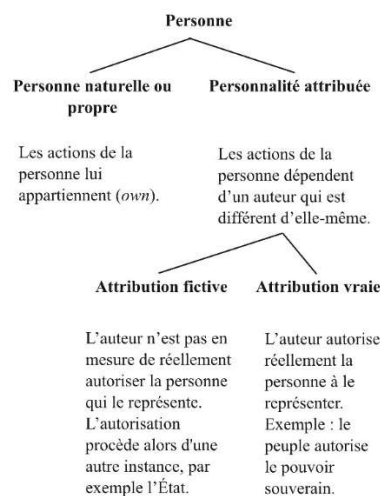 Personne
Personne naturelle ou
propre
Les actions de la
personne lui
appartiennent (own).
Personnalité attribuée
Les actions de la
personne dépendent
d'un auteur qui est
différent d'elle-même.
Attribution fictive
L'auteur n'est pas en
mesure de réellement
autoriser la personne
qui le représente.
L'autorisation
procède alors d'une
autre instance, par
exemple l'État.
Attribution vraie
L'auteur autorise
réellement la
personne à le
représenter.
Exemple : le
peuple autorise
le pouvoir
souverain.